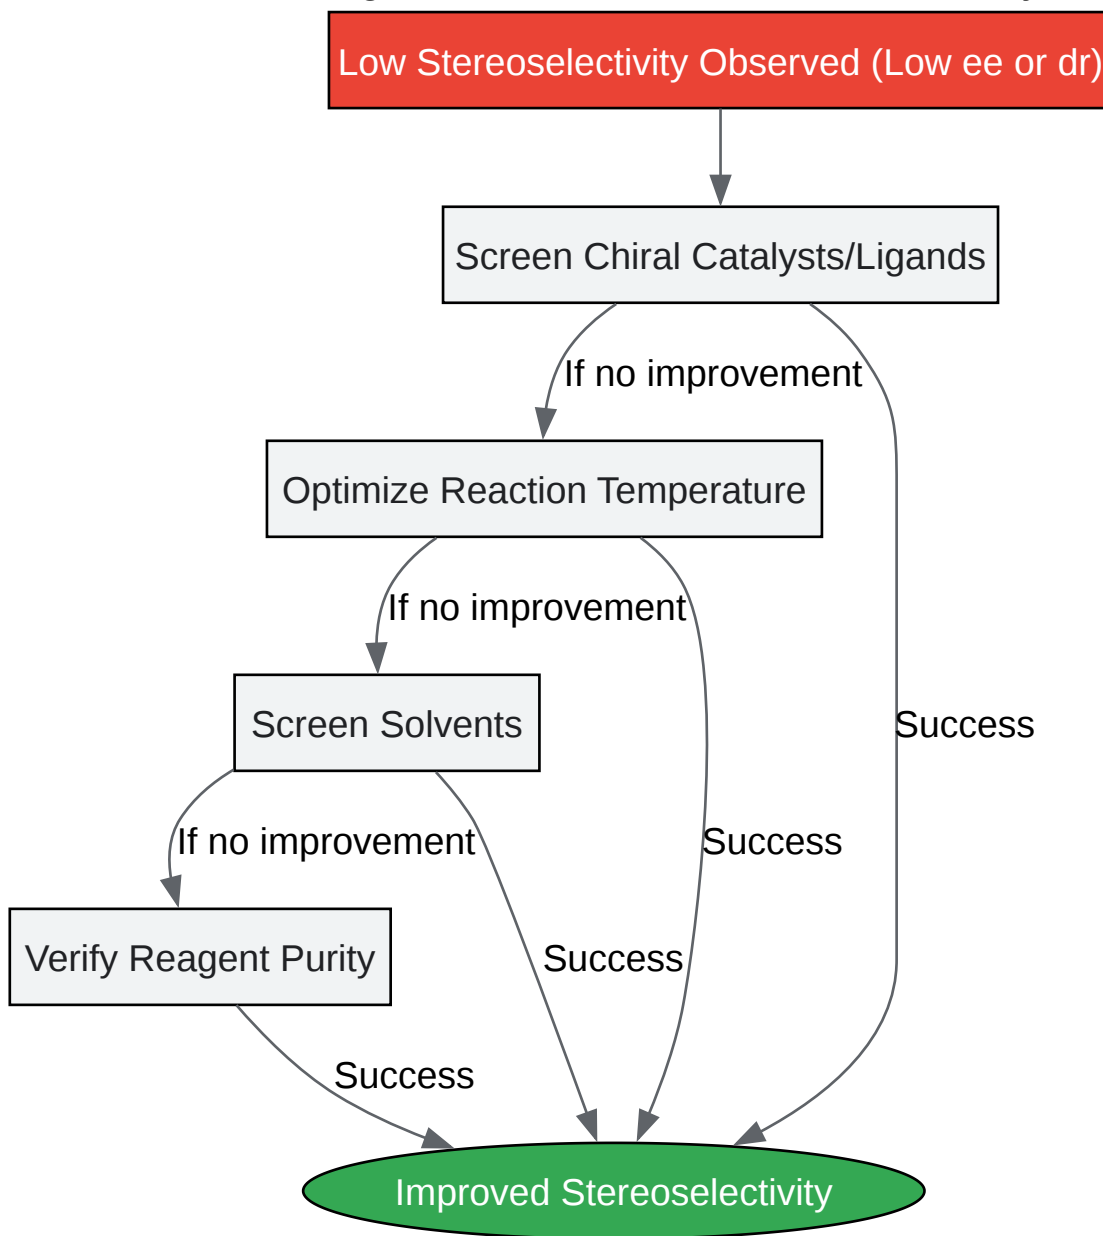 Low Stereoselectivity Observed (Low ee or dr)
Screen Chiral Catalysts/Ligands
If no improvement
Optimize Reaction Temperature
If no improvement
Screen Solvents
Success
If no improvement
Success
Verify Reagent Purity
Success
Success
Improved Stereoselectivity